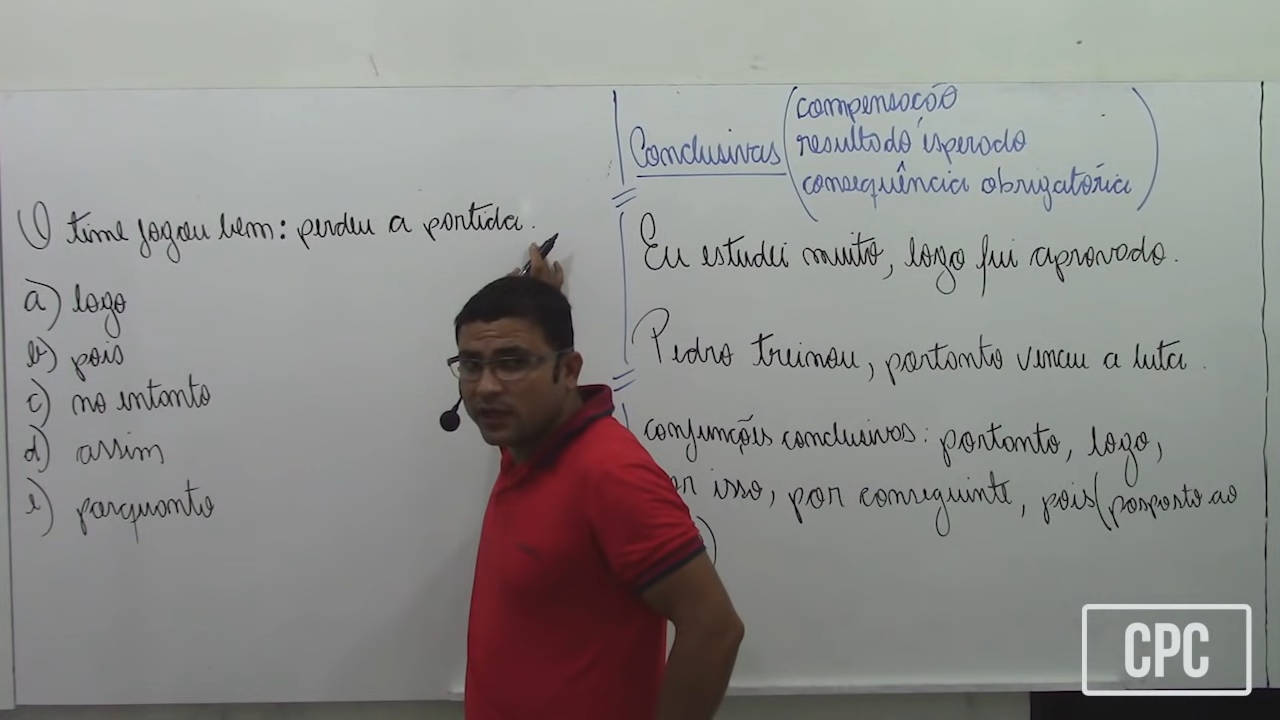 O time jogou bem: perdeu a partida.
a) logo
b) pois
c) no entanto
d) assim
e) porquanto
Conclusivas (compensação
resultado esperado
consequência obrigatória)
Eu estudei muito, logo fui aprovado.
Pedro treinou, portanto venceu a luta.
conjunções conclusivas: portanto, logo,
isso, por conseguinte, pois (posposto ao
)
CPC